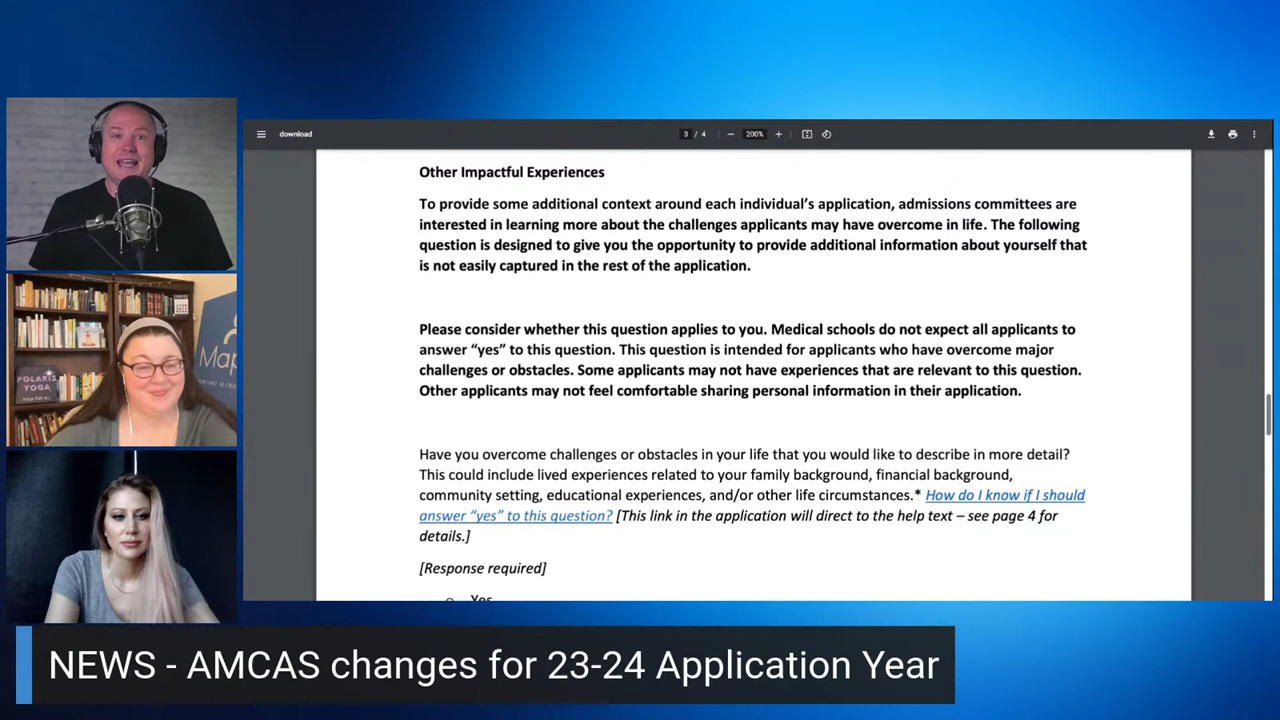 download
3 / 4
200%
Other Impactful Experiences
To provide some additional context around each individual's application, admissions committees are
interested in learning more about the challenges applicants may have overcome in life. The following
question is designed to give you the opportunity to provide additional information about yourself that
is not easily captured in the rest of the application.
Please consider whether this question applies to you. Medical schools do not expect all applicants to
answer “yes” to this question. This question is intended for applicants who have overcome major
challenges or obstacles. Some applicants may not have experiences that are relevant to this question.
Other applicants may not feel comfortable sharing personal information in their application.
Have you overcome challenges or obstacles in your life that you would like to describe in more detail?
This could include lived experiences related to your family background, financial background,
community setting, educational experiences, and/or other life circumstances.* How do I know if I should
answer “yes” to this question? [This link in the application will direct to the help text – see page 4 for
details.]
[Response required]
Yes
POLARIS
YOGA
Map
NEWS - AMCAS changes for 23-24 Application Year